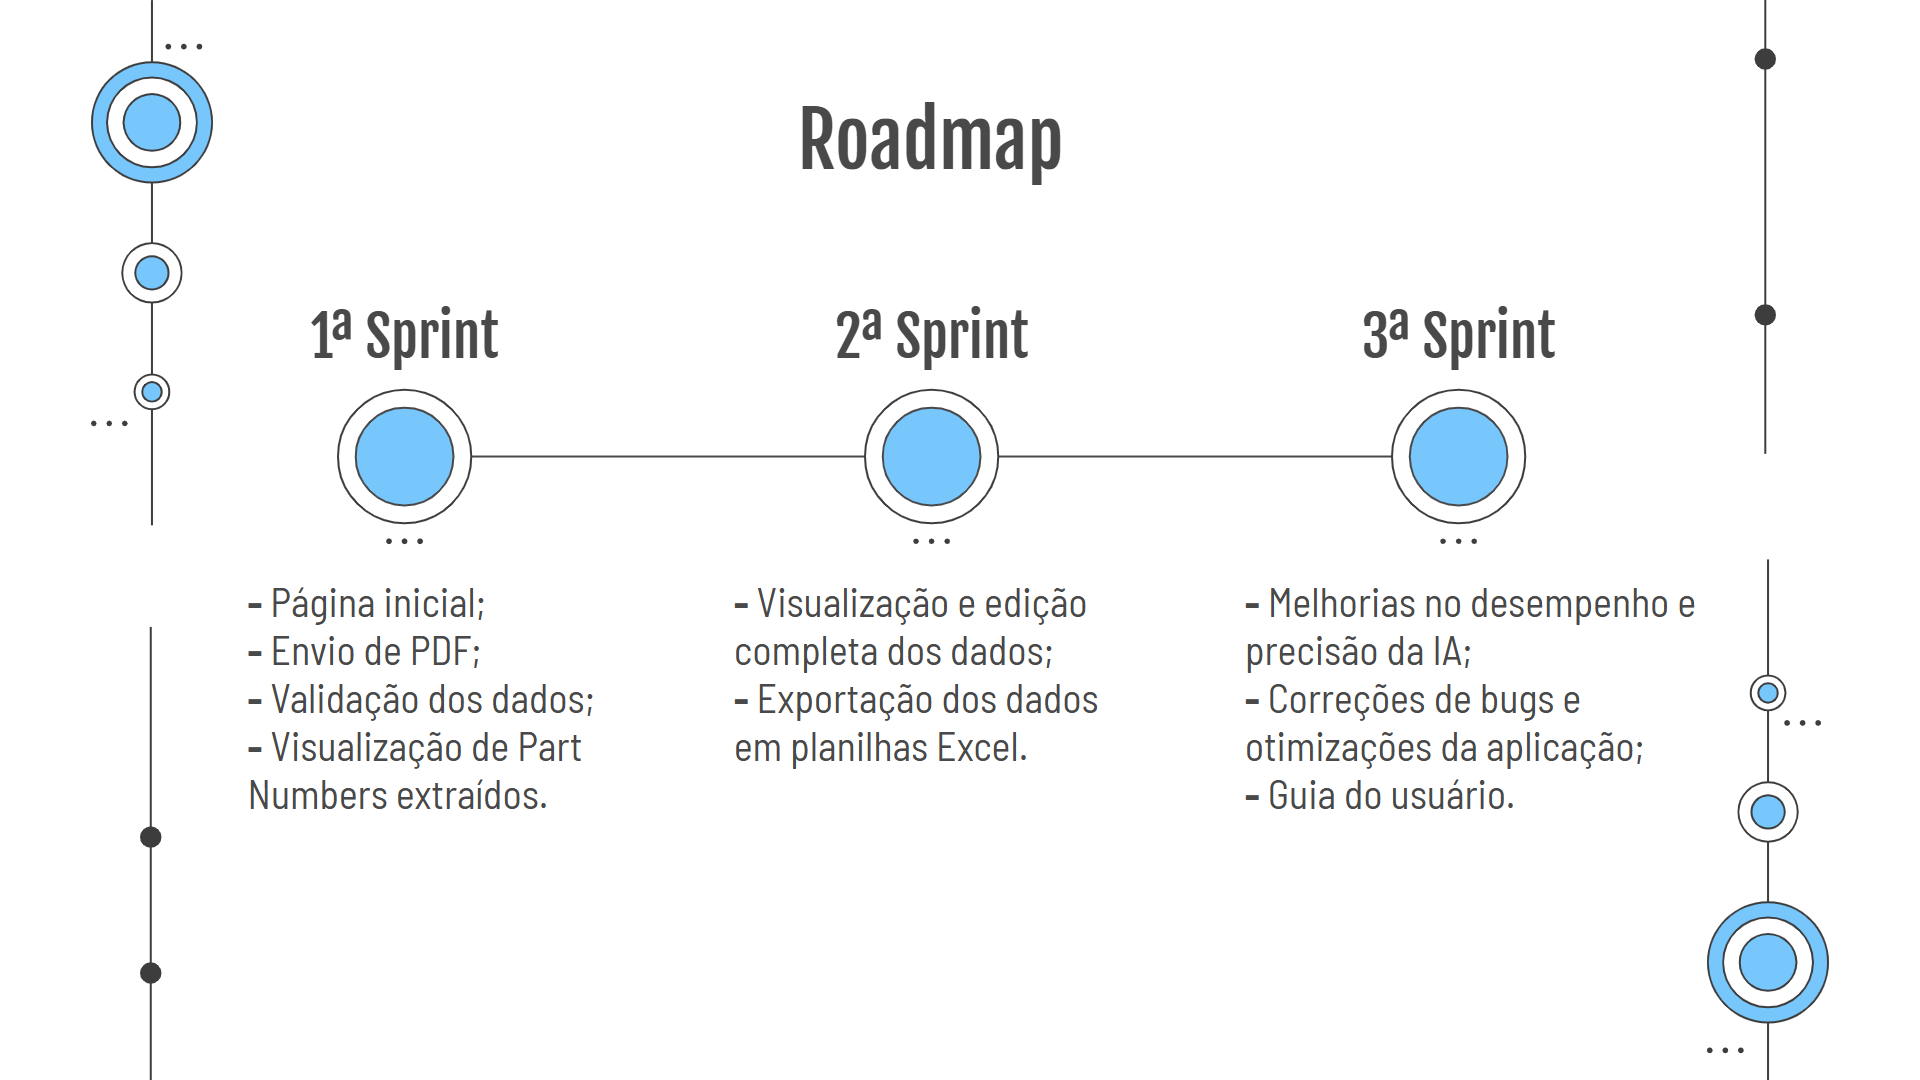 Roadmap
1ª Sprint
2ª Sprint
3ª Sprint
- Página inicial;
- Envio de PDF;
- Validação dos dados;
- Visualização de Part
Numbers extraídos.
- Visualização e edição
completa dos dados;
- Exportação dos dados
em planilhas Excel.
- Melhorias no desempenho e
precisão da IA;
- Correções de bugs e
otimizações da aplicação;
- Guia do usuário.